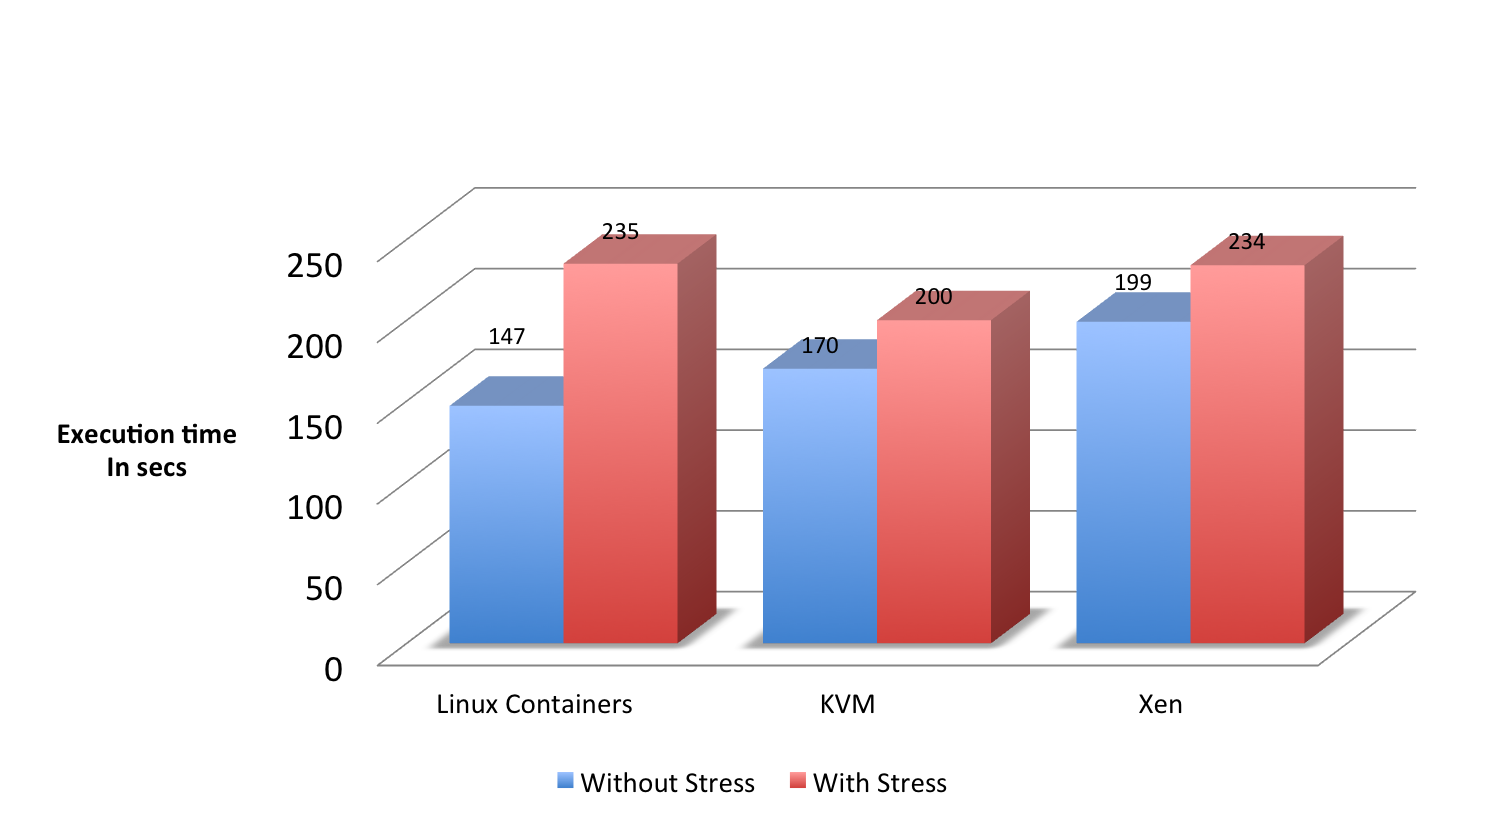 235
234
250
199
200
200
147
170
150
Execution time
In secs
100
50
0
Linux Containers
KVM
Xen
Without Stress
With Stress